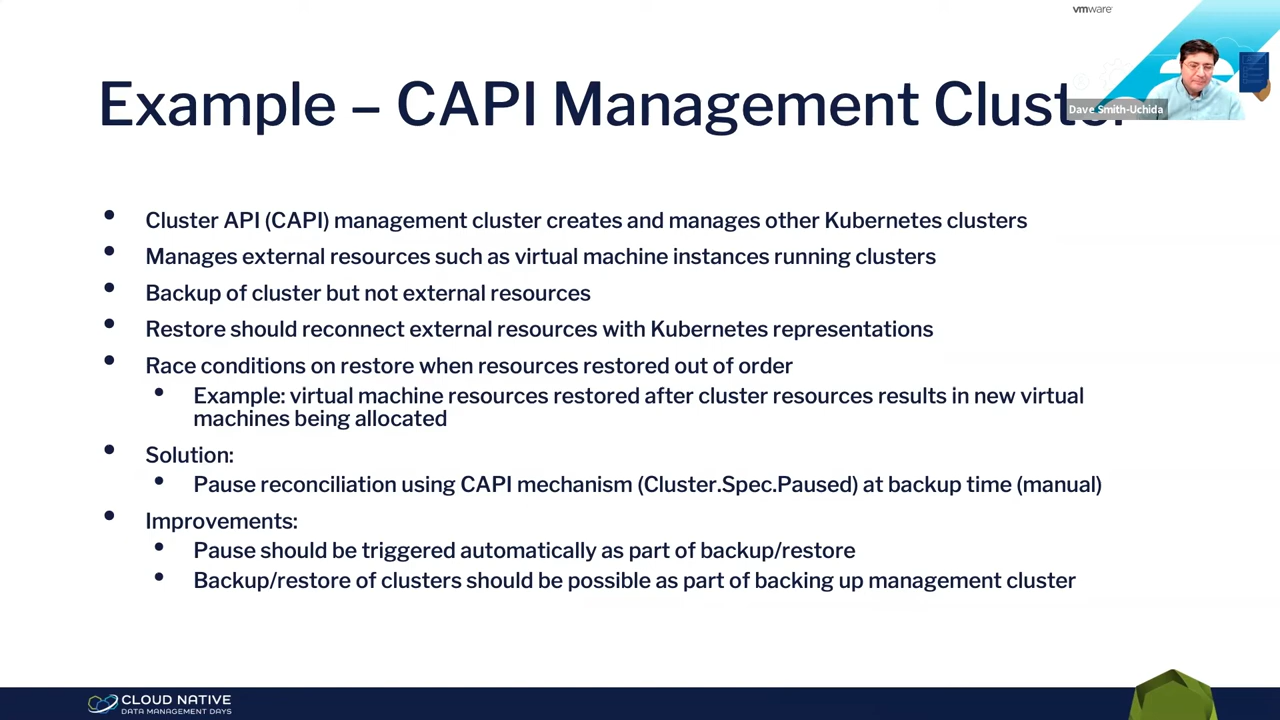 vmware
Example – CAPI Management Cluster
Dave Smith-Uchida
• Cluster API (CAPI) management cluster creates and manages other Kubernetes clusters
• Manages external resources such as virtual machine instances running clusters
• Backup of cluster but not external resources
• Restore should reconnect external resources with Kubernetes representations
• Race conditions on restore when resources restored out of order
• Example: virtual machine resources restored after cluster resources results in new virtual
machines being allocated
• Solution:
• Pause reconciliation using CAPI mechanism (Cluster.Spec.Paused) at backup time (manual)
• Improvements:
• Pause should be triggered automatically as part of backup/restore
• Backup/restore of clusters should be possible as part of backing up management cluster
CLOUD NATIVE
DATA MANAGEMENT DAYS